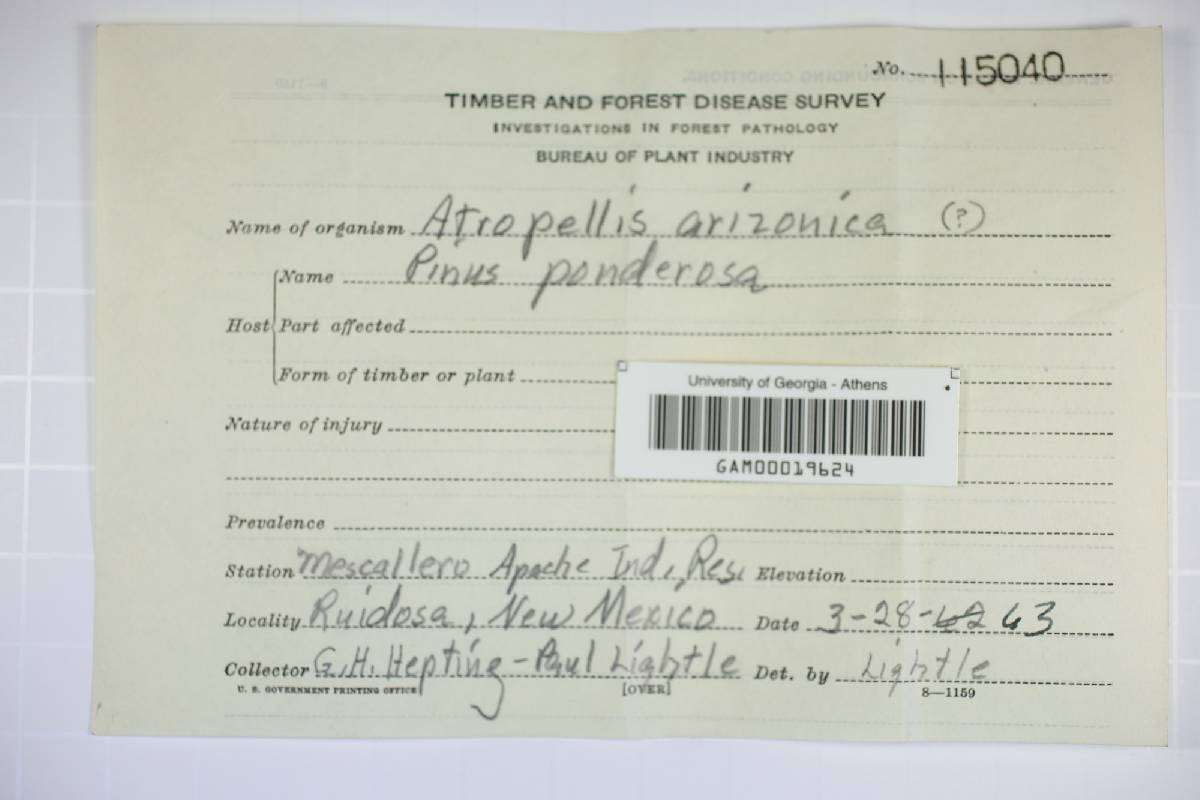 No. 115040
TIMBER AND FOREST DISEASE SURVEY
INVESTIGATIONS IN FOREST PATHOLOGY
BUREAU OF PLANT INDUSTRY
Name of organism Atropellis arizonica (?)
Host Name Pinus ponderosa
Part affected
Form of timber or plant
University of Georgia - Athens
GAM00019624
Nature of injury
Prevalence
Station Mescallero Apache Ind. Res. Elevation
Locality Ruidosa, New Mexico Date 3-28-62 63
Collector G.H. Hepting - Paul Lightle Det. by Lightle
U. S. GOVERNMENT PRINTING OFFICE [OVER] 8—1159